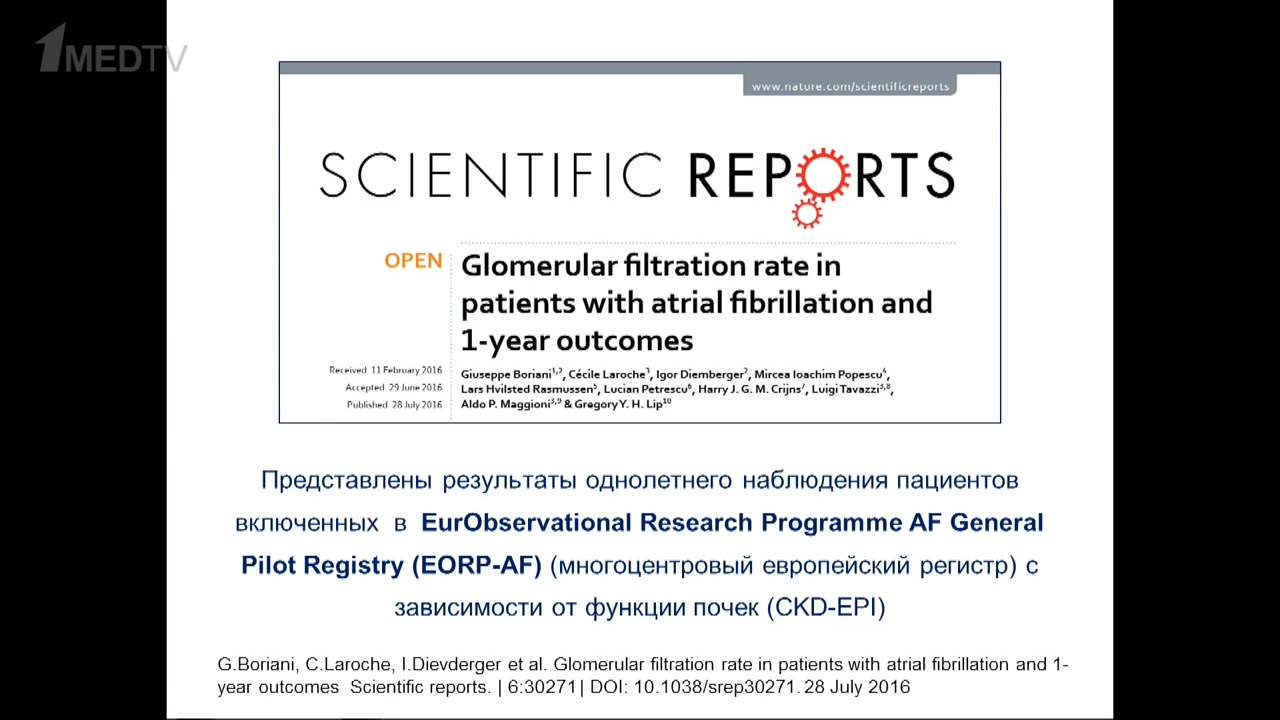 1MEDTV
www.nature.com/scientificreports
SCIENTIFIC REPORTS
OPEN
Glomerular filtration rate in
patients with atrial fibrillation and
1-year outcomes
Received: 11 February 2016
Accepted: 29 June 2016
Published: 28 July 2016
Giuseppe Boriani1,2, Cécile Laroche3, Igor Diemberger2, Mircea Ioachim Popescu4,
Lars Hvilsted Rasmussen5, Lucian Petrescu6, Harry J. G. M. Crijns7, Luigi Tavazzi3,8,
Aldo P. Maggioni3,9 & Gregory Y. H. Lip10
Представлены результаты однолетнего наблюдения пациентов
включенных в EurObservational Research Programme AF General
Pilot Registry (EORP-AF) (многоцентровый европейский регистр) с
зависимости от функции почек (CKD-EPI)
G.Boriani, C.Laroche, I.Dievderger et al. Glomerular filtration rate in patients with atrial fibrillation and 1-
year outcomes Scientific reports. | 6:30271 | DOI: 10.1038/srep30271. 28 July 2016